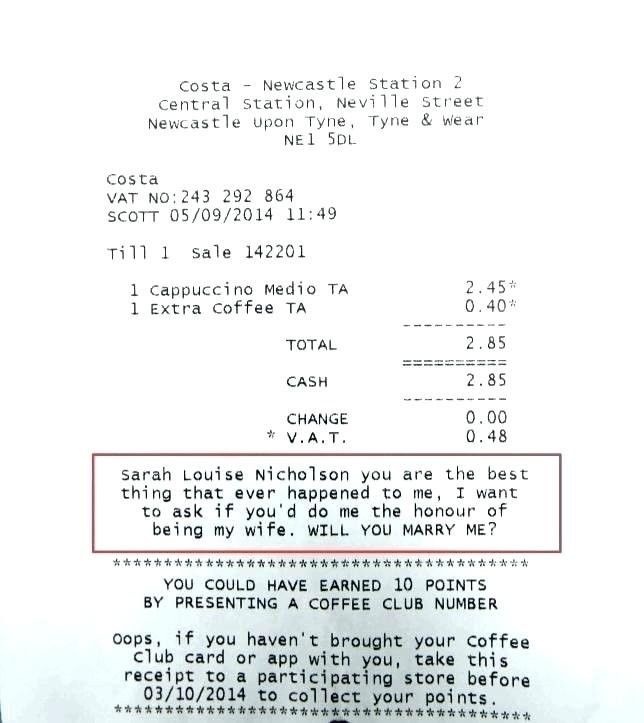 Costa - Newcastle Station 2
Central Station, Neville Street
Newcastle Upon Tyne, Tyne & Wear
NE1 5DL
Costa
VAT NO:243 292 864
SCOTT 05/09/2014 11:49
Till 1 Sale 142201
1 Cappuccino Medio TA 2.45*
1 Extra Coffee TA 0.40*
----------
TOTAL 2.85
==========
CASH 2.85
----------
CHANGE 0.00
* V.A.T. 0.48
Sarah Louise Nicholson you are the best
thing that ever happened to me, I want
to ask if you'd do me the honour of
being my wife. WILL YOU MARRY ME?
****************************************
YOU COULD HAVE EARNED 10 POINTS
BY PRESENTING A COFFEE CLUB NUMBER
Oops, if you haven't brought your Coffee
Club card or app with you, take this
receipt to a participating store before
03/10/2014 to collect your points.
****************************************